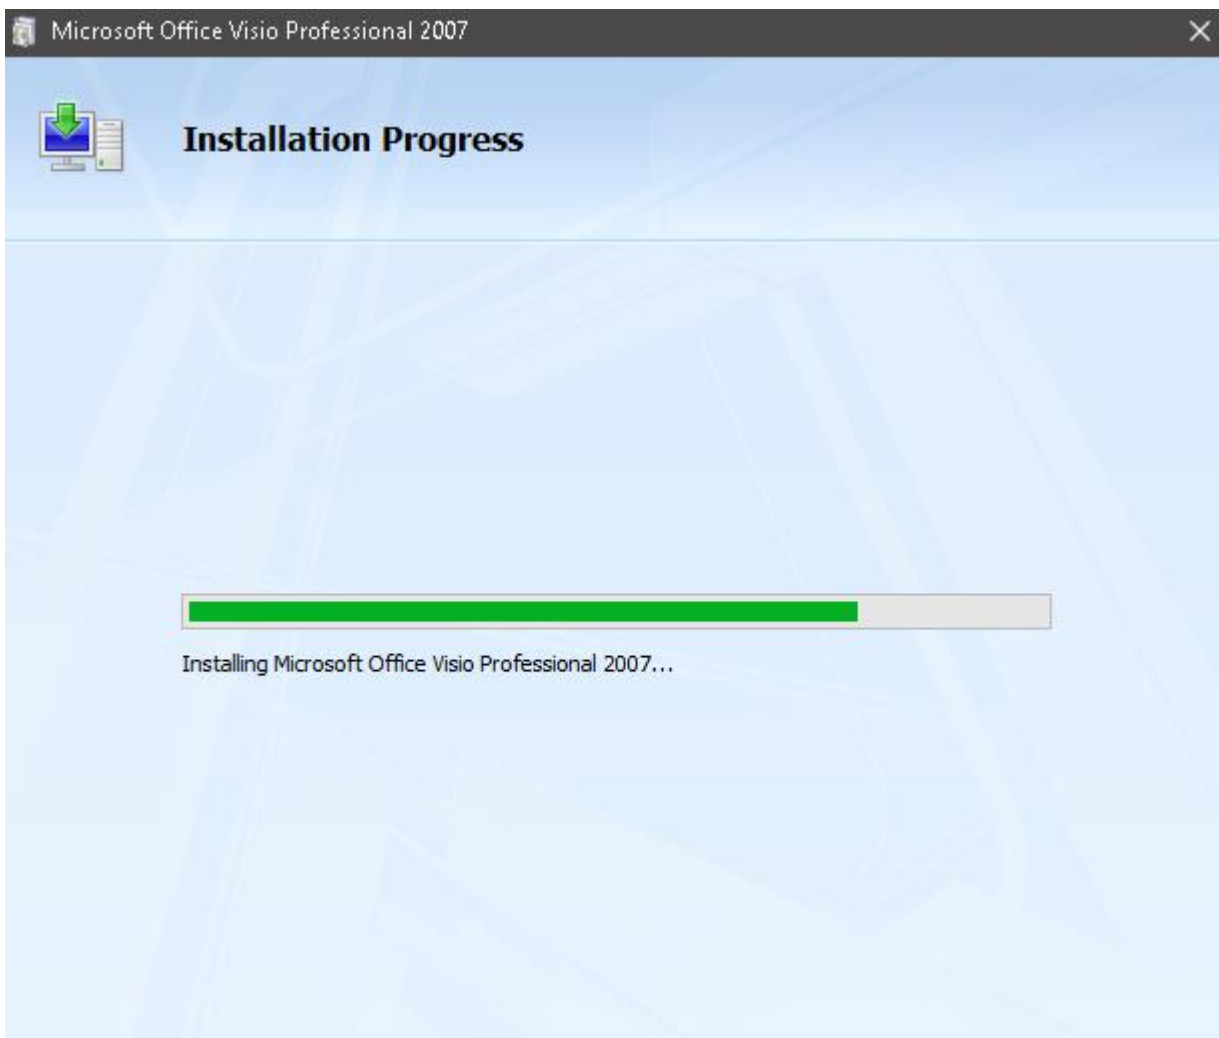 Microsoft Office Visio Professional 2007
Installation Progress
Installing Microsoft Office Visio Professional 2007...